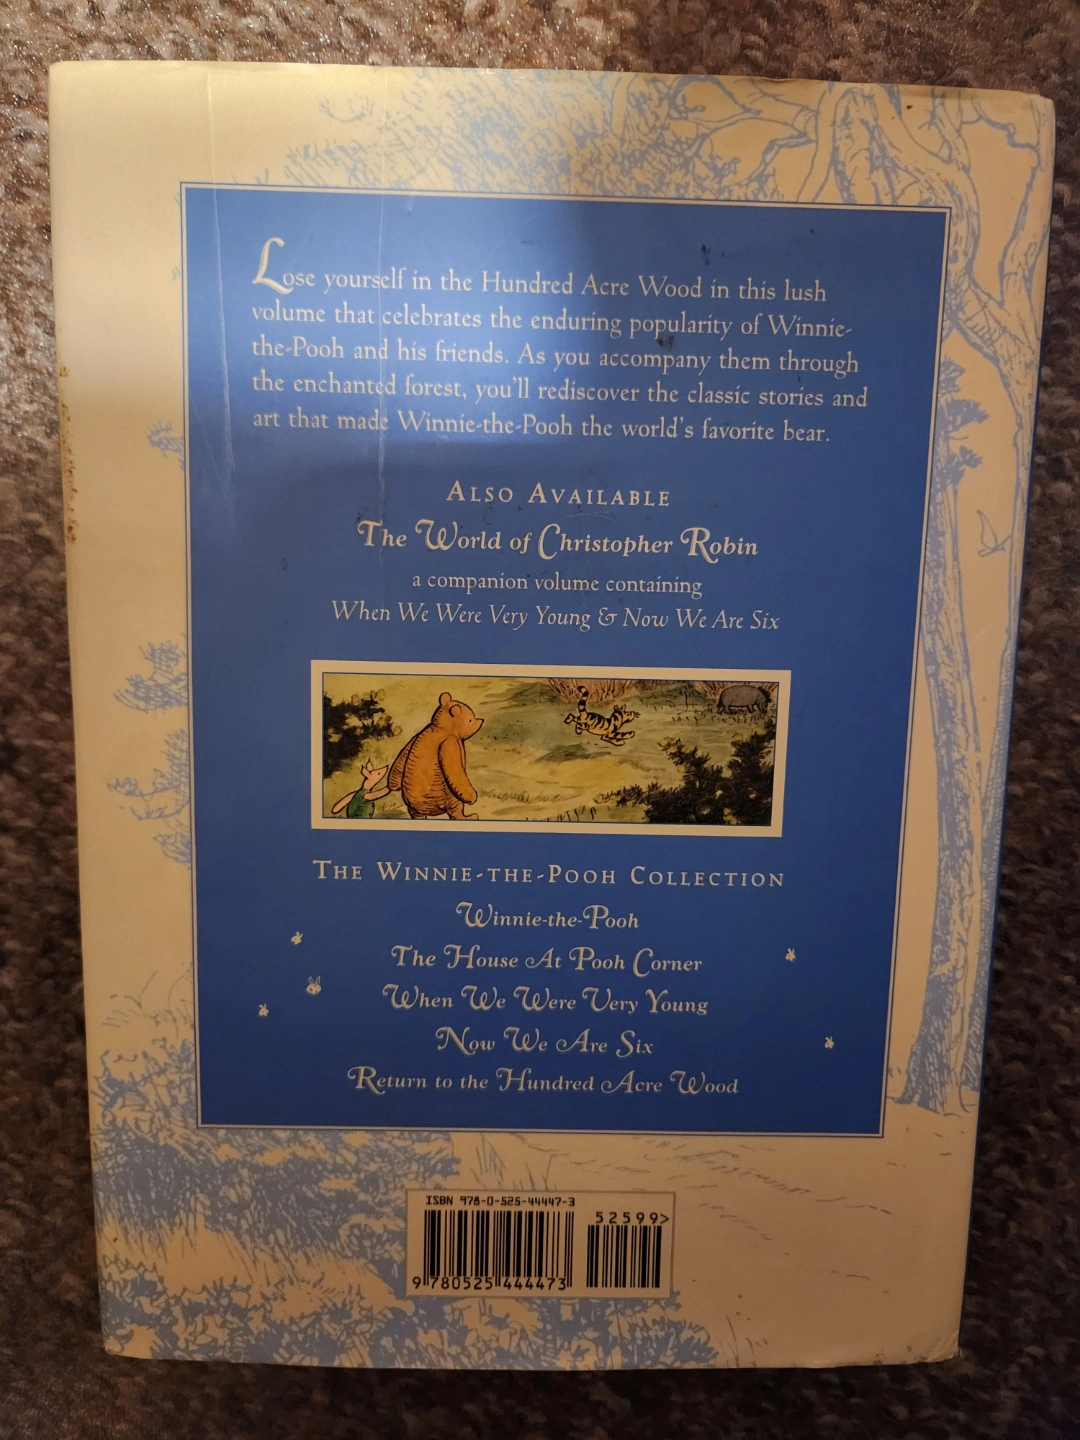 Lose yourself in the Hundred Acre Wood in this lush
volume that celebrates the enduring popularity of Winnie-
the-Pooh and his friends. As you accompany them through
the enchanted forest, you'll rediscover the classic stories and
art that made Winnie-the-Pooh the world's favorite bear.
ALSO AVAILABLE
The World of Christopher Robin
a companion volume containing
When We Were Very Young & Now We Are Six
THE WINNIE-THE-POOH COLLECTION
Winnie-the-Pooh
The House At Pooh Corner
When We Were Very Young
Now We Are Six
Return to the Hundred Acre Wood
ISBN 978-0-525-44447-3
52599>
9 780525 444473